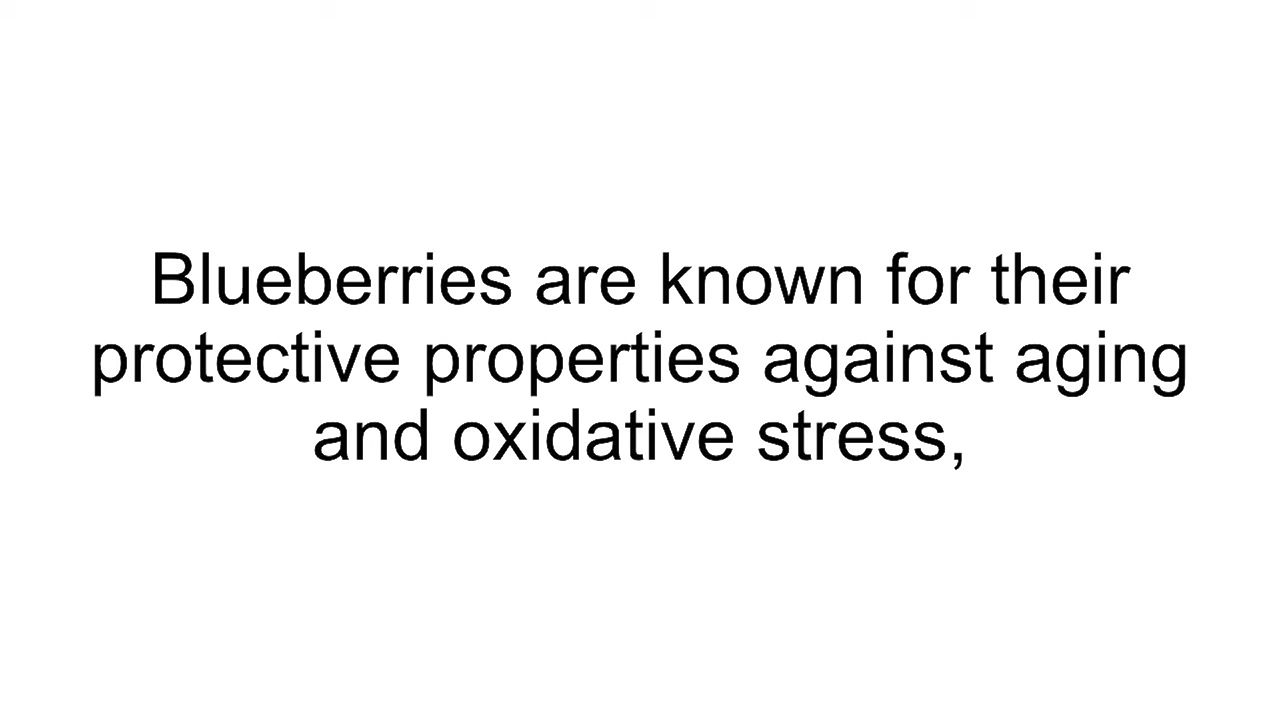 Blueberries are known for their
protective properties against aging
and oxidative stress,